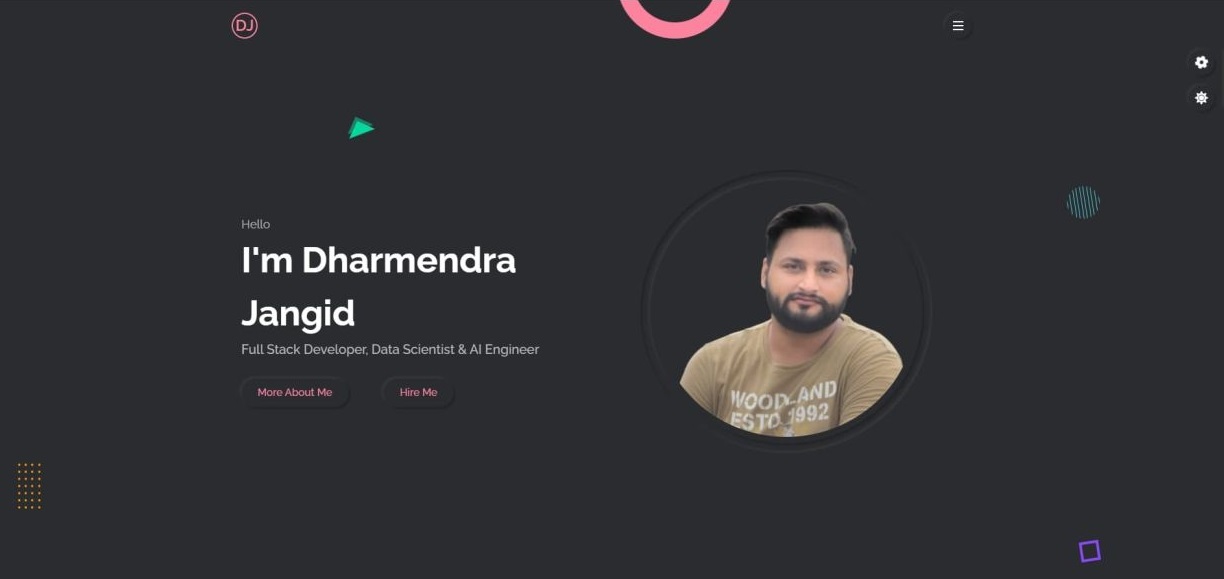 DJ
Hello
I'm Dharmendra
Jangid
Full Stack Developer, Data Scientist & AI Engineer
More About Me
Hire Me
WOODLAND
ESTD 1992